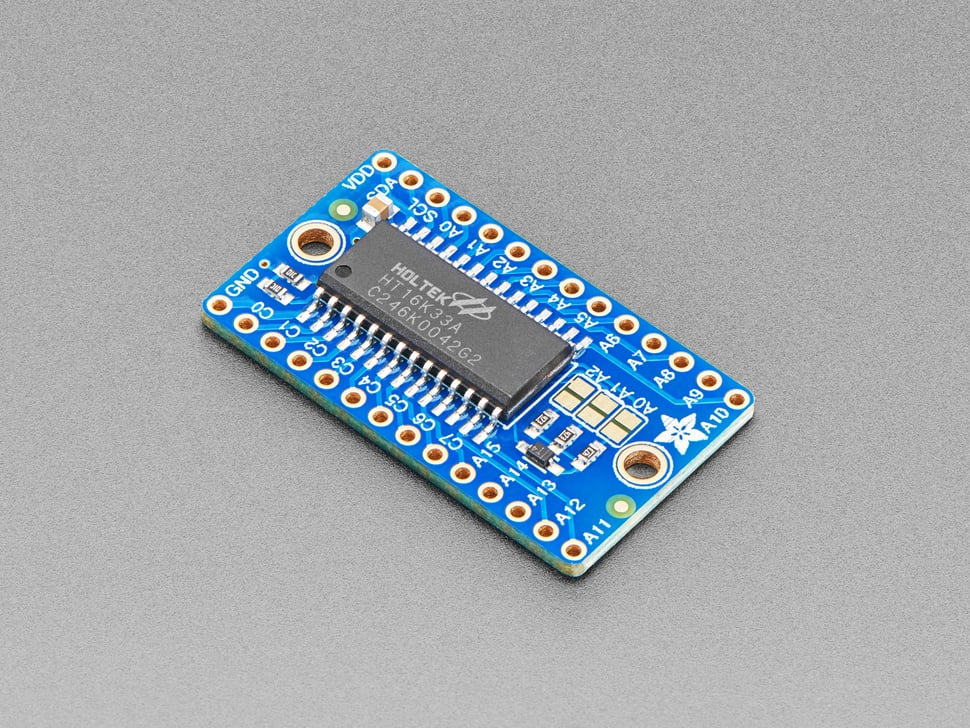 VDD
SDA
SCL
A0
A1
A2
A3
A4
A5
A6
A7
A8
A9
A10
GND
C0
C1
C2
C3
C4
C5
C6
C7
A15
A14
A13
A12
A11
HOLTEK
HT16K33A
C246K0042G2
A0 A1 A2